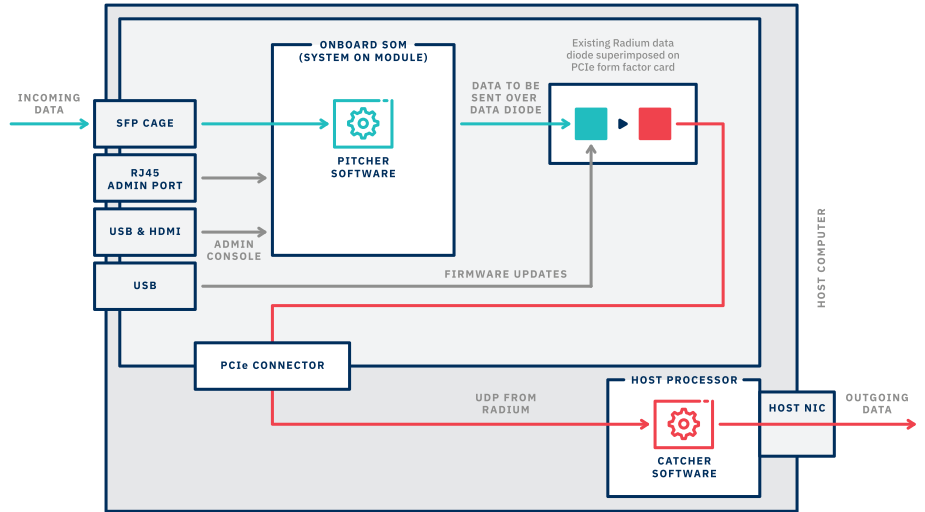 ONBOARD SOM
(SYSTEM ON MODULE)
Existing Radium data
diode superimposed on
PCIe form factor card
INCOMING
DATA
SFP CAGE
PITCHER
SOFTWARE
DATA TO BE
SENT OVER
DATA DIODE
RJ45
ADMIN PORT
USB & HDMI
ADMIN
CONSOLE
USB
FIRMWARE UPDATES
HOST COMPUTER
PCIe CONNECTOR
UDP FROM
RADIUM
HOST PROCESSOR
CATCHER
SOFTWARE
HOST NIC
OUTGOING
DATA